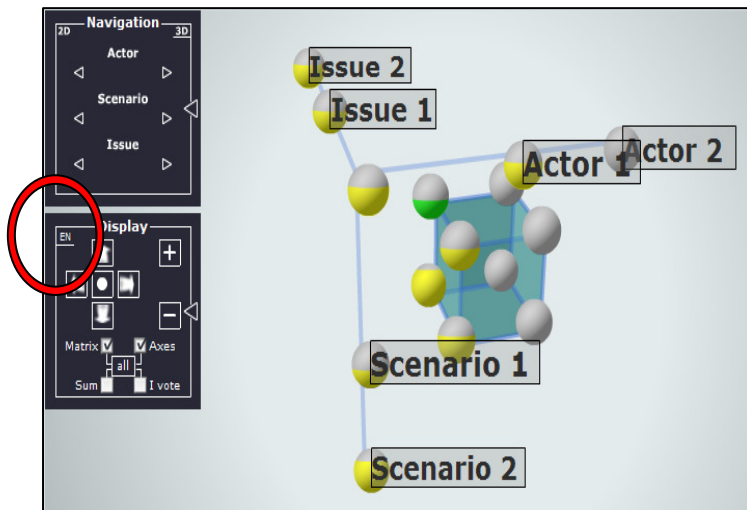 Navigation
2D 3D
Actor
Scenario
Issue
EN
Display
Matrix Axes
all
Sum I vote
Issue 2
Issue 1
Actor 1
Actor 2
Scenario 1
Scenario 2